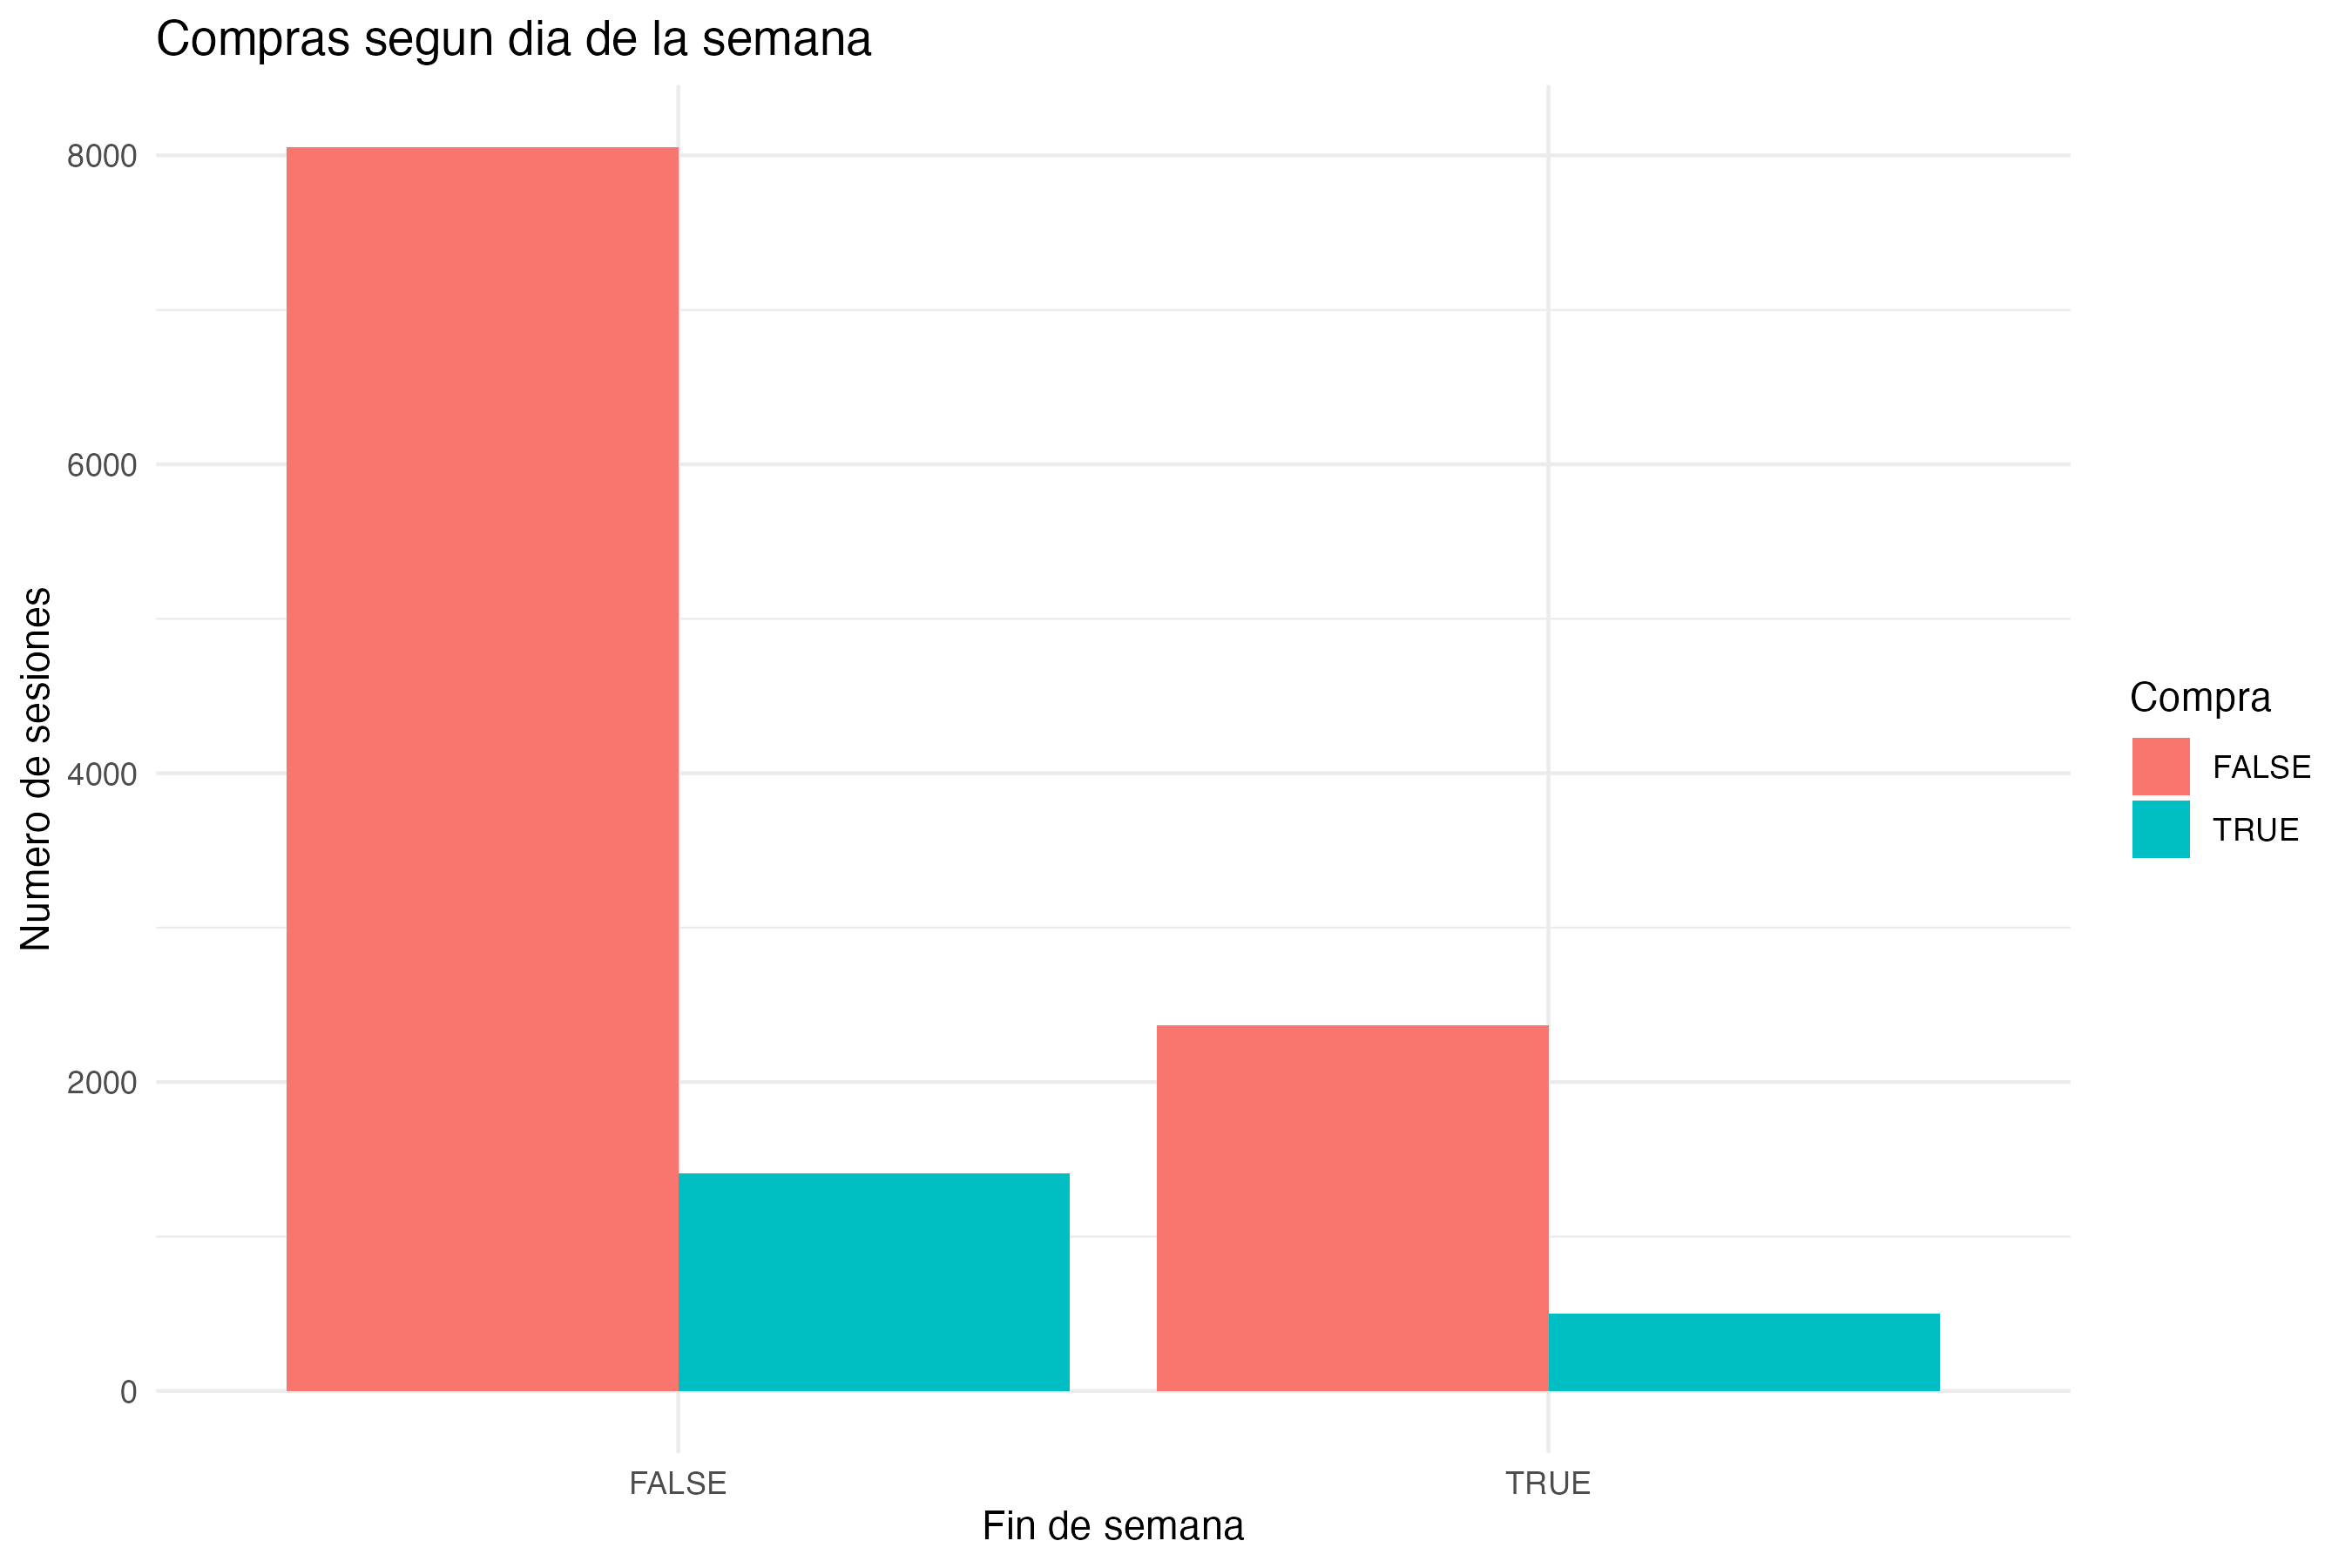 Compras segun dia de la semana
Numero de sesiones
8000
6000
4000
2000
0
FALSE
TRUE
Fin de semana
Compra
FALSE
TRUE